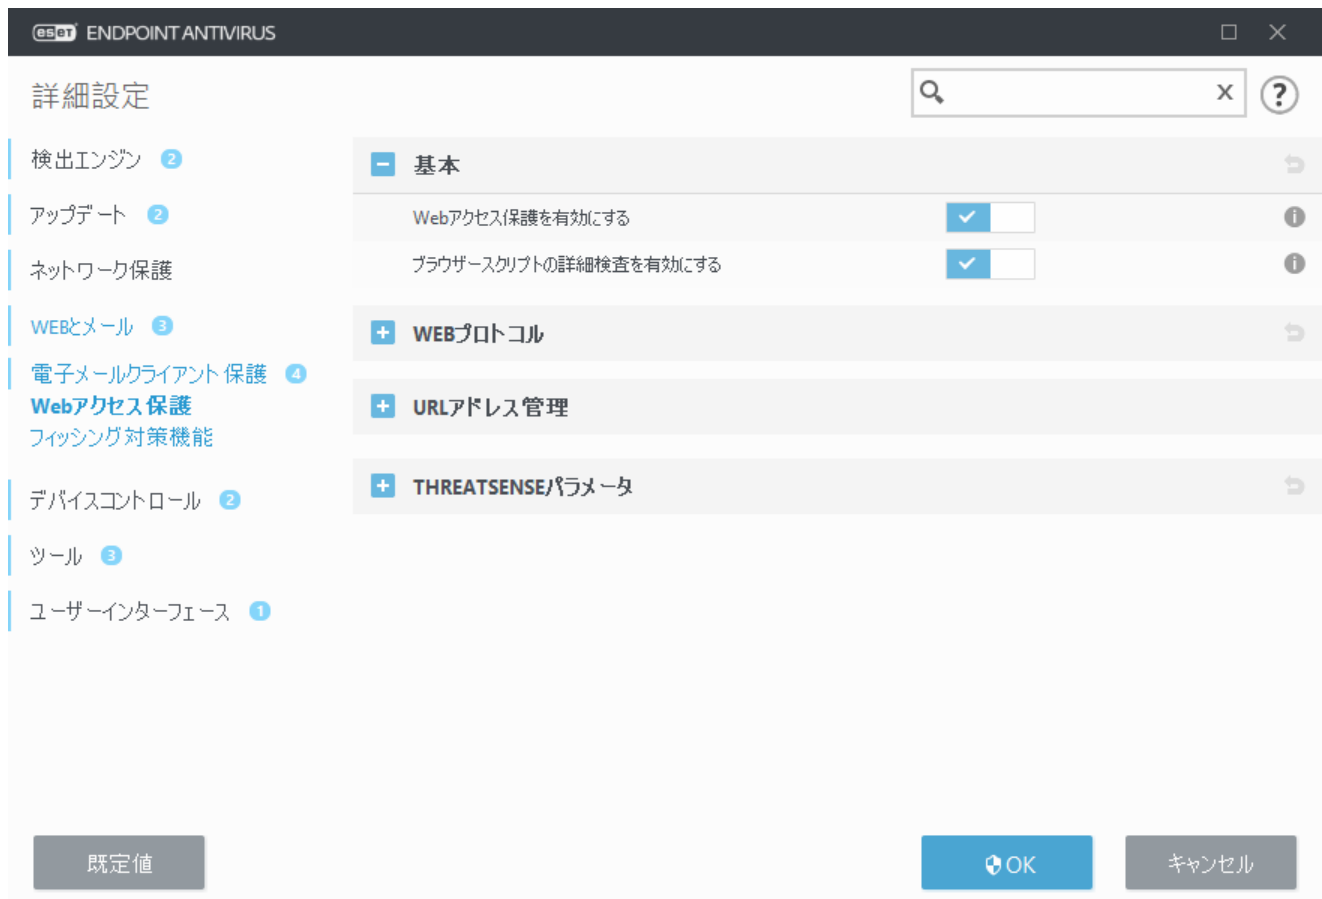 eset ENDPOINT ANTIVIRUS
詳細設定
x
?
検出エンジン 2
アップデート 2
ネットワーク保護
WEBとメール 3
電子メールクライアント保護 4
Webアクセス保護
フィッシング対策機能
デバイスコントロール 2
ツール 3
ユーザーインターフェース 1
基本
Webアクセス保護を有効にする
ブラウザースクリプトの詳細検査を有効にする
WEBプロトコル
URLアドレス管理
THREATSENSEパラメータ
既定値
OK
キャンセル